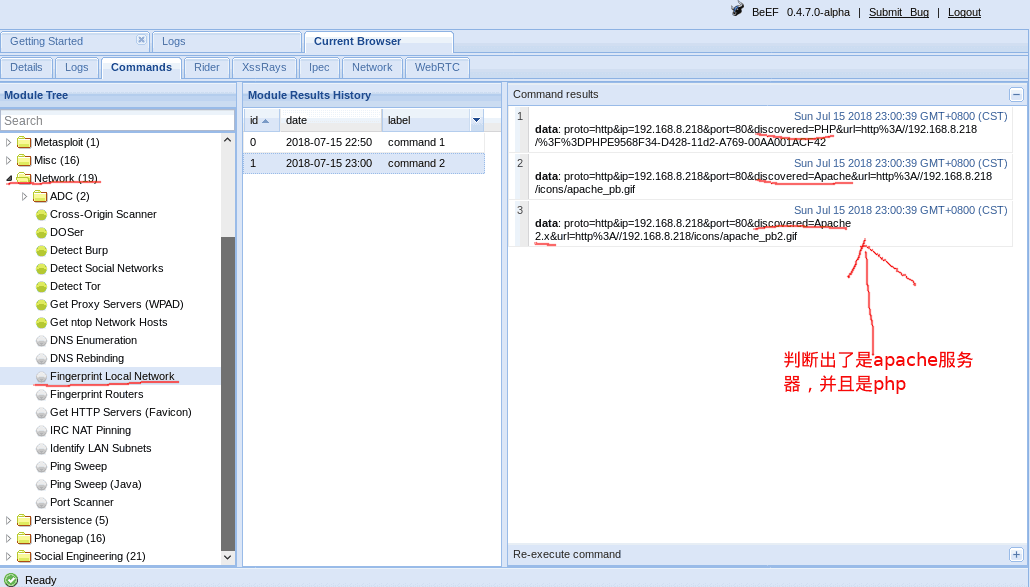 BeEF 0.4.7.0-alpha | Submit Bug | Logout
Getting Started
Logs
Current Browser
Details
Logs
Commands
Rider
XssRays
Ipec
Network
WebRTC
Module Tree
Search
Metasploit (1)
Misc (16)
Network (19)
ADC (2)
Cross-Origin Scanner
DOSer
Detect Burp
Detect Social Networks
Detect Tor
Get Proxy Servers (WPAD)
Get ntop Network Hosts
DNS Enumeration
DNS Rebinding
Fingerprint Local Network
Fingerprint Routers
Get HTTP Servers (Favicon)
IRC NAT Pinning
Identify LAN Subnets
Ping Sweep
Ping Sweep (Java)
Port Scanner
Persistence (5)
Phonegap (16)
Social Engineering (21)
Module Results History
id date label
0 2018-07-15 22:50 command 1
1 2018-07-15 23:00 command 2
Command results
1 Sun Jul 15 2018 23:00:39 GMT+0800 (CST)
data: proto=http&ip=192.168.8.218&port=80&discovered=PHP&url=http%3A//192.168.8.218
/%3F%3DPHPE9568F34-D428-11d2-A769-00AA001ACF42
2 Sun Jul 15 2018 23:00:39 GMT+0800 (CST)
data: proto=http&ip=192.168.8.218&port=80&discovered=Apache&url=http%3A//192.168.218
/icons/apache_pb.gif
3 Sun Jul 15 2018 23:00:39 GMT+0800 (CST)
data: proto=http&ip=192.168.8.218&port=80&discovered=Apache
2.x&url=http%3A//192.168.8.218/icons/apache_pb2.gif
判断出了是apache服务
器，并且是php
Re-execute command
Ready